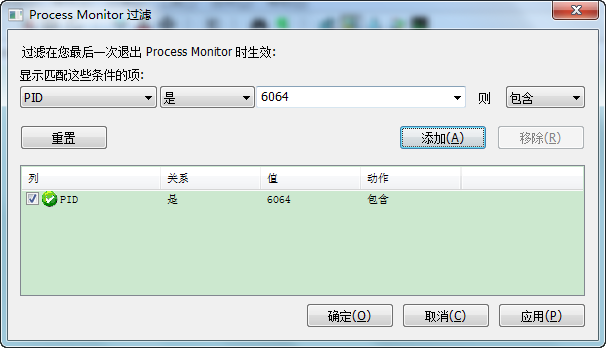 Process Monitor 过滤
过滤在您最后一次退出 Process Monitor 时生效:
显示匹配这些条件的项:
PID 是 6064 则 包含
重置 添加(A) 移除(R)
列 关系 值 动作
PID 是 6064 包含
确定(O) 取消(C) 应用(P)